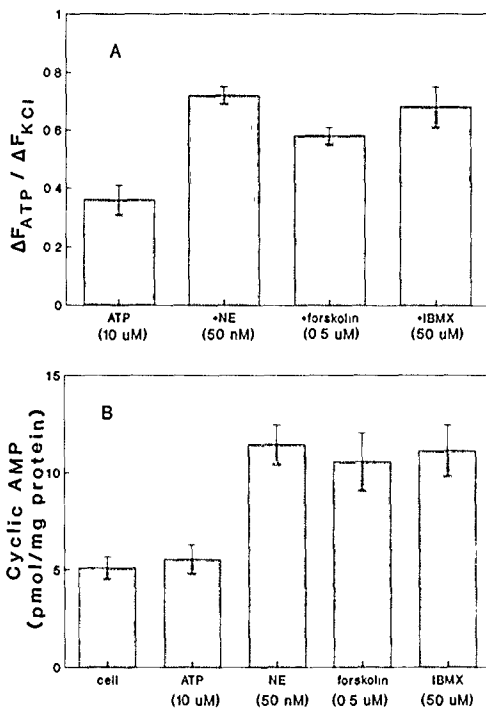 A
ΔF_ATP / ΔF_KCl
1
0 8
0.6
0 4
0 2
0
ATP +NE +forskolin +IBMX
(10 uM) (50 nM) (0 5 uM) (50 uM)
B
Cyclic AMP
(pmol/mg protein)
15
10
5
0
cell ATP NE forskolin IBMX
(10 uM) (50 nM) (0 5 uM) (50 uM)